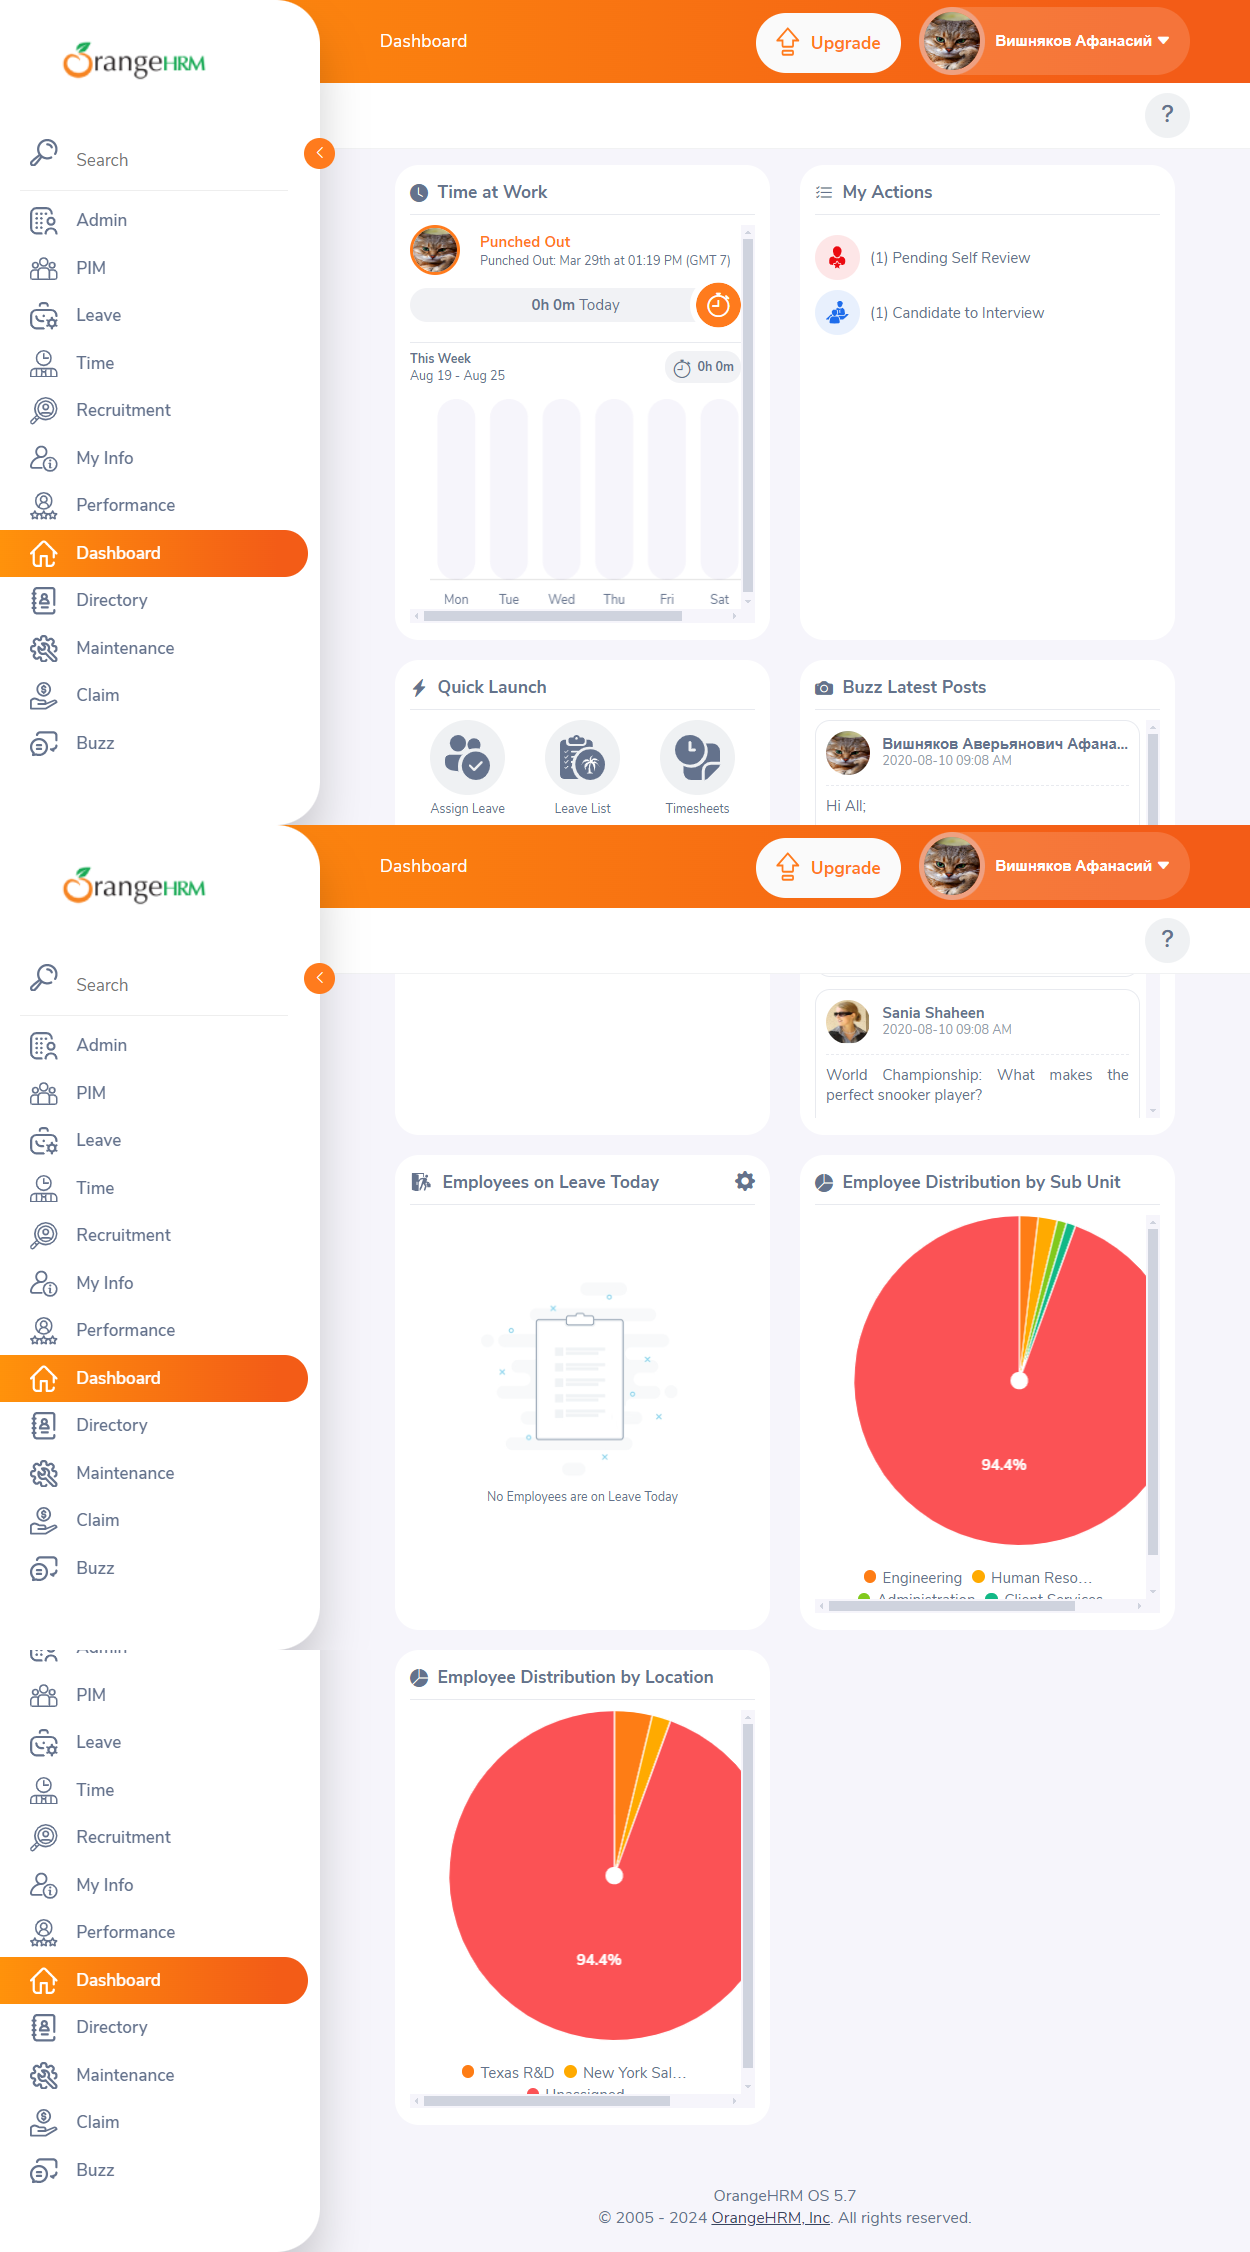 OrangeHRM
Dashboard
Upgrade
Вишняков Афанасий
?
Search
Admin
PIM
Leave
Time
Recruitment
My Info
Performance
Dashboard
Directory
Maintenance
Claim
Buzz
Time at Work
Punched Out
Punched Out: Mar 29th at 01:19 PM (GMT 7)
0h 0m Today
This Week
Aug 19 - Aug 25
0h 0m
Mon Tue Wed Thu Fri Sat
My Actions
(1) Pending Self Review
(1) Candidate to Interview
Quick Launch
Assign Leave Leave List Timesheets
Buzz Latest Posts
Вишняков Аверьянович Афана...
2020-08-10 09:08 AM
Hi All;
OrangeHRM
Dashboard
Upgrade
Вишняков Афанасий
?
Search
Admin
PIM
Leave
Time
Recruitment
My Info
Performance
Dashboard
Directory
Maintenance
Claim
Buzz
Sania Shaheen
2020-08-10 09:08 AM
World Championship: What makes the
perfect snooker player?
Employees on Leave Today
No Employees are on Leave Today
Employee Distribution by Sub Unit
94.4%
Engineering Human Reso...
Administration Client Services
Admin
PIM
Leave
Time
Recruitment
My Info
Performance
Dashboard
Directory
Maintenance
Claim
Buzz
Employee Distribution by Location
94.4%
Texas R&D New York Sal...
Unassigned
OrangeHRM OS 5.7
© 2005 - 2024 OrangeHRM, Inc. All rights reserved.